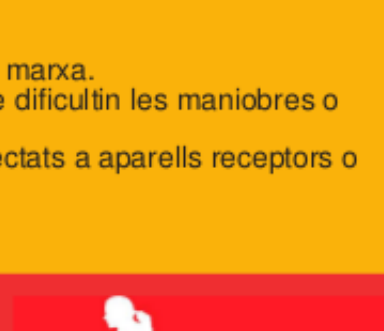 marxa.
dificultin les maniobres o
ectats a aparells receptors o